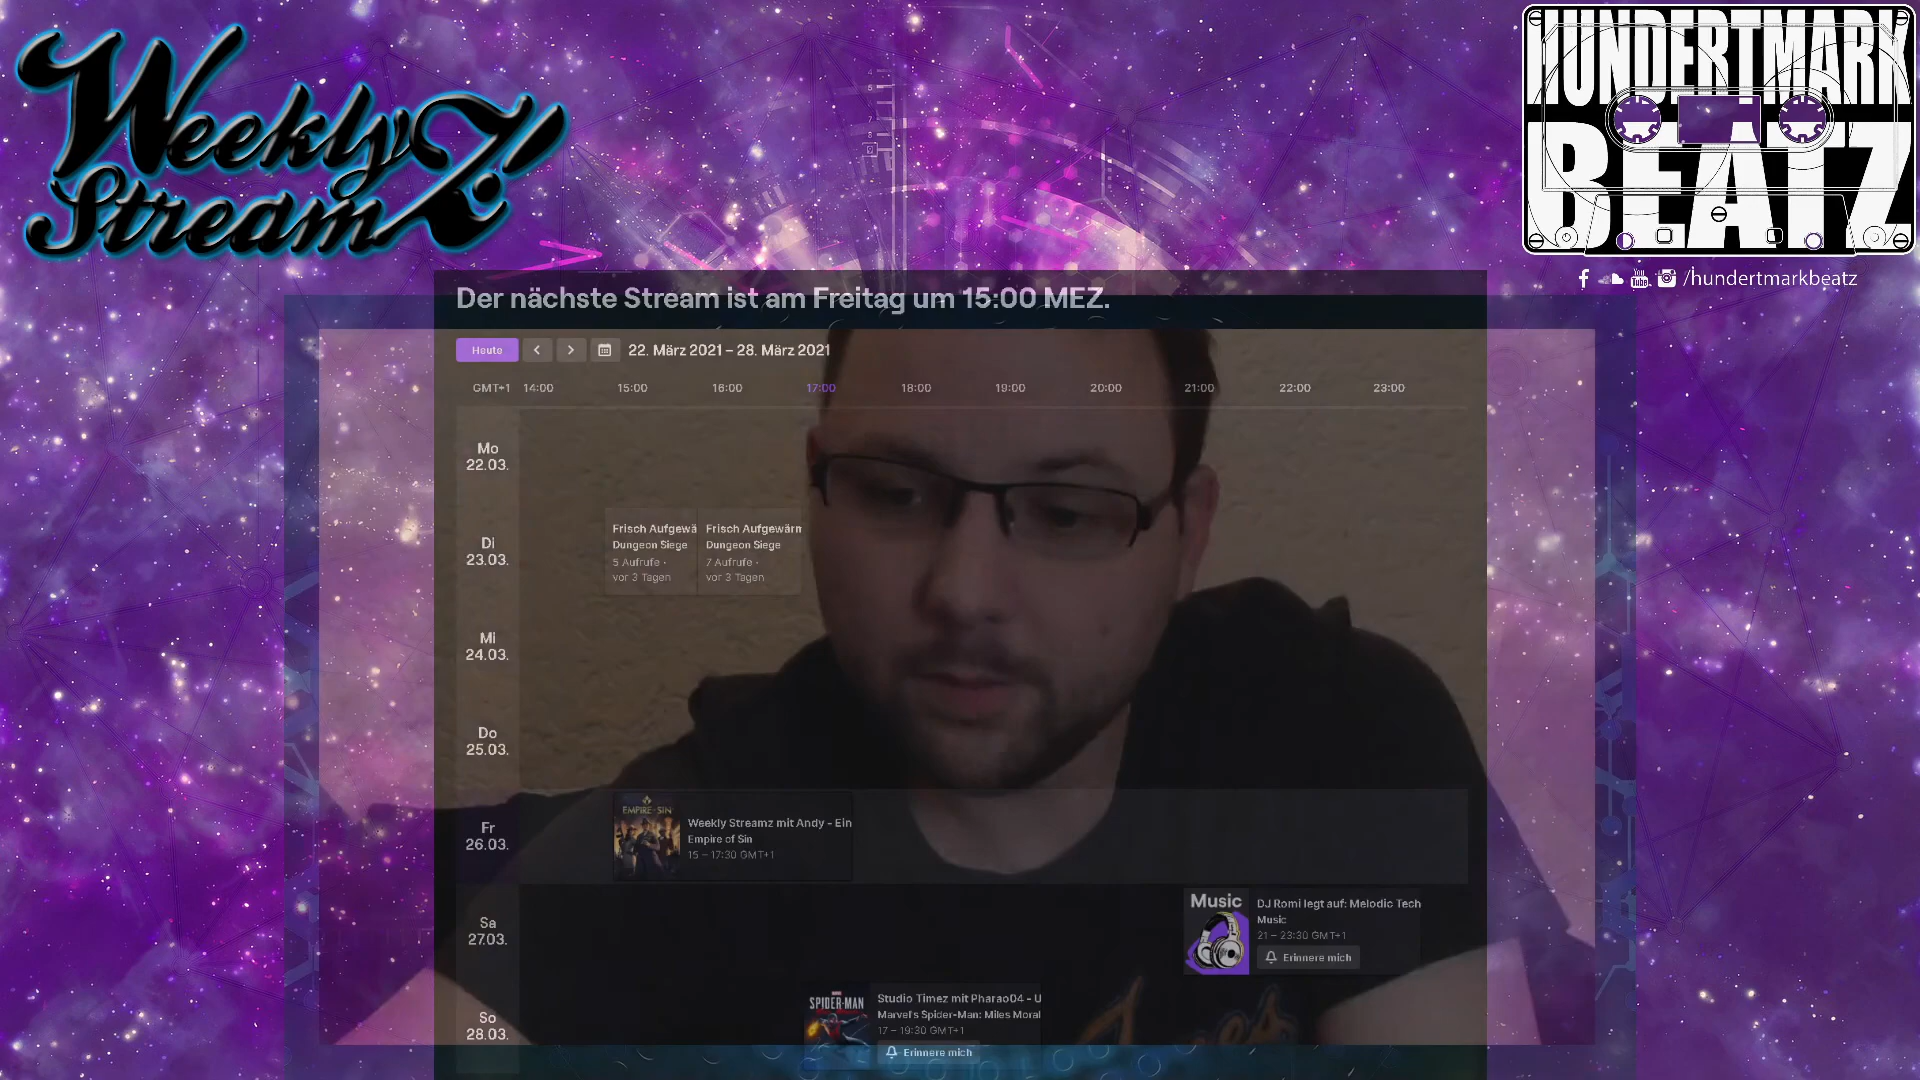 Weekly
Streamz!
HUNDERTMARK
BEATZ
/hundertmarkbeatz
Der nächste Stream ist am Freitag um 15:00 MEZ.
Heute
22. März 2021 – 28. März 2021
GMT+1 14:00 15:00 16:00 17:00 18:00 19:00 20:00 21:00 22:00 23:00
Mo
22.03.
Di
23.03.
Frisch Aufgewä
Dungeon Siege
5 Aufrufe ·
vor 3 Tagen
Frisch Aufgewärm
Dungeon Siege
7 Aufrufe ·
vor 3 Tagen
Mi
24.03.
Do
25.03.
Fr
26.03.
EMPIRE OF SIN
Weekly Streamz mit Andy - Ein
Empire of Sin
15 – 17:30 GMT+1
Sa
27.03.
Music
DJ Romi legt auf: Melodic Tech
Music
21 – 23:30 GMT+1
Erinnere mich
So
28.03.
SPIDER-MAN
Studio Timez mit Pharao04 - U
Marvel's Spider-Man: Miles Moral
17 – 19:30 GMT+1
Erinnere mich